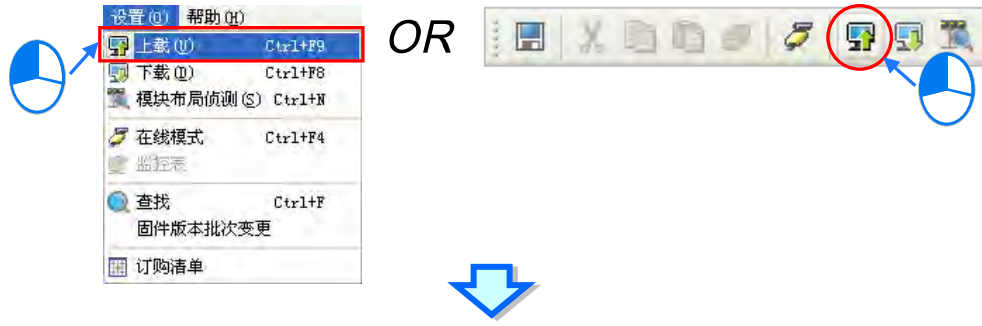 设置(O) 帮助(H)
OR
上载(U) Ctrl+F9
下载(D) Ctrl+F8
模块布局侦测(S) Ctrl+N
在线模式 Ctrl+F4
监控表
查找 Ctrl+F
固件版本批次变更
订购清单